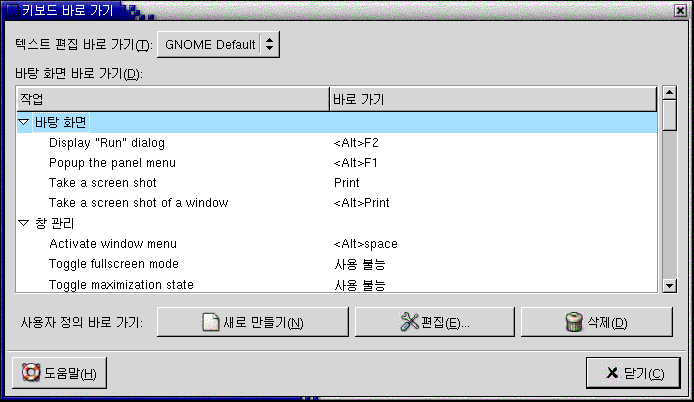 키보드 바로 가기
텍스트 편집 바로 가기(T): GNOME Default
바탕 화면 바로 가기(D):
작업 바로 가기
바탕 화면
Display "Run" dialog <Alt>F2
Popup the panel menu <Alt>F1
Take a screen shot Print
Take a screen shot of a window <Alt>Print
창 관리
Activate window menu <Alt>space
Toggle fullscreen mode 사용 불능
Toggle maximization state 사용 불능
사용자 정의 바로 가기: 새로 만들기(N) 편집(E)... 삭제(D)
도움말(H) 닫기(C)